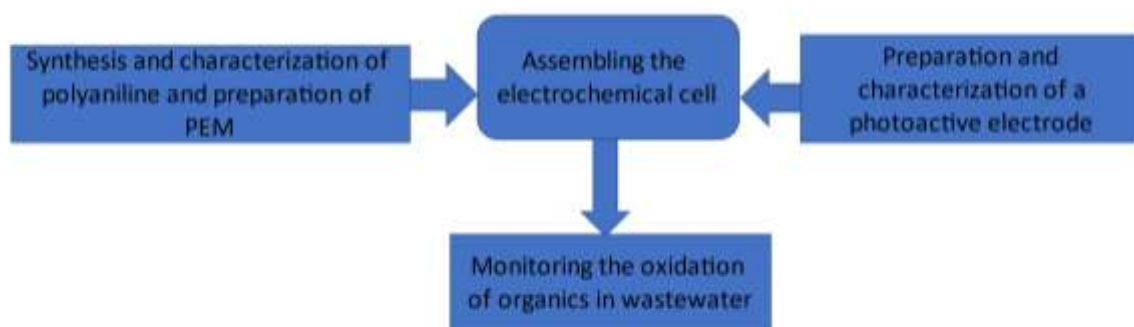 Synthesis and characterization of
polyaniline and preparation of
PEM
Assembling the
electrochemical cell
Preparation and
characterization of a
photoactive electrode
Monitoring the oxidation
of organics in wastewater